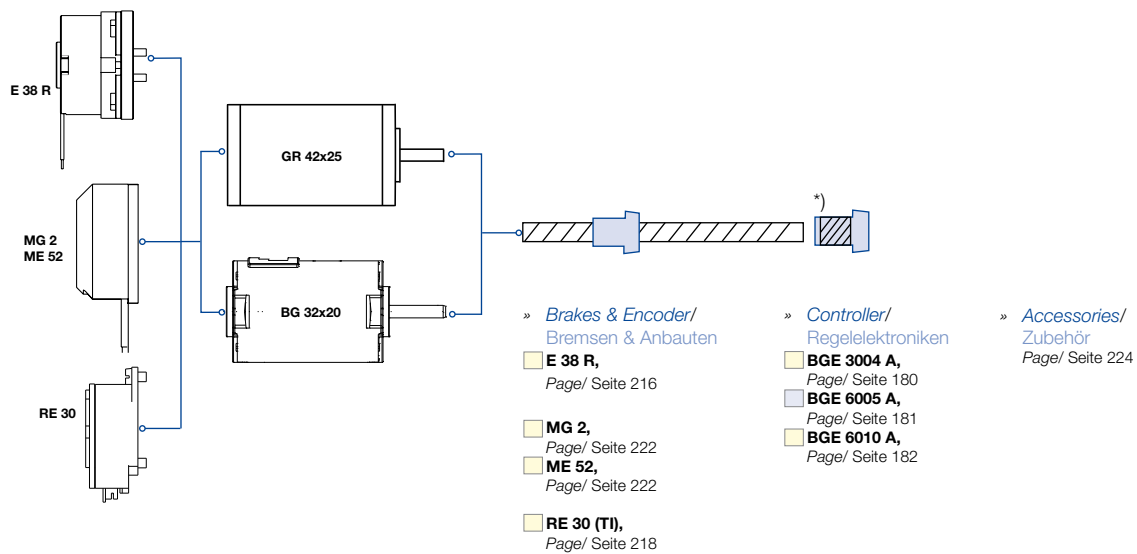 E 38 R
GR 42x25
*)
MG 2
ME 52
BG 32x20
RE 30
» Brakes & Encoder/
Bremsen & Anbauten
E 38 R,
Page/ Seite 216
MG 2,
Page/ Seite 222
ME 52,
Page/ Seite 222
RE 30 (TI),
Page/ Seite 218
» Controller/
Regelelektroniken
BGE 3004 A,
Page/ Seite 180
BGE 6005 A,
Page/ Seite 181
BGE 6010 A,
Page/ Seite 182
» Accessories/
Zubehör
Page/ Seite 224